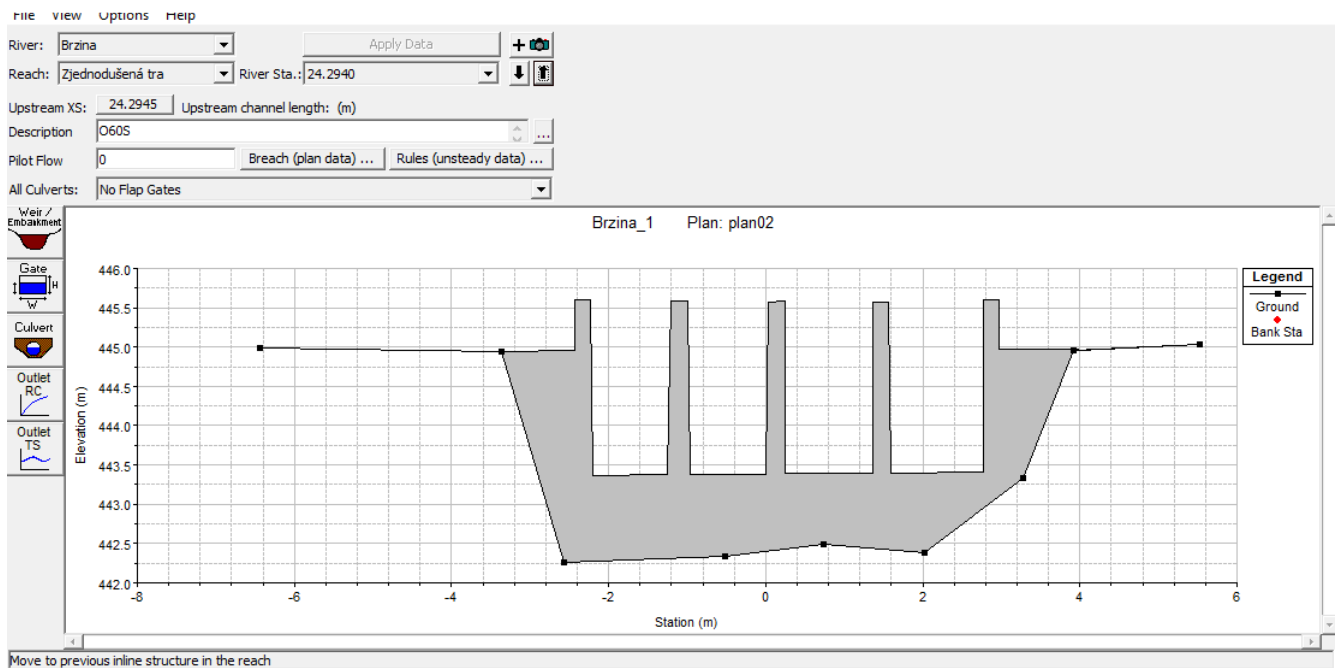 File View Options Help
River: Brzina Apply Data
Reach: Zjednodušená tra River Sta.: 24.2940
Upstream XS: 24.2945 Upstream channel length: (m)
Description O60S ...
Pilot Flow 0 Breach (plan data) ... Rules (unsteady data) ...
All Culverts: No Flap Gates
Weir /
Embankment
Gate
H
W
Culvert
Outlet
RC
Outlet
TS
Brzina_1 Plan: plan02
446.0
445.5
445.0
444.5
444.0
443.5
443.0
442.5
442.0
Elevation (m)
-8 -6 -4 -2 0 2 4 6
Station (m)
Legend
Ground
Bank Sta
Move to previous inline structure in the reach